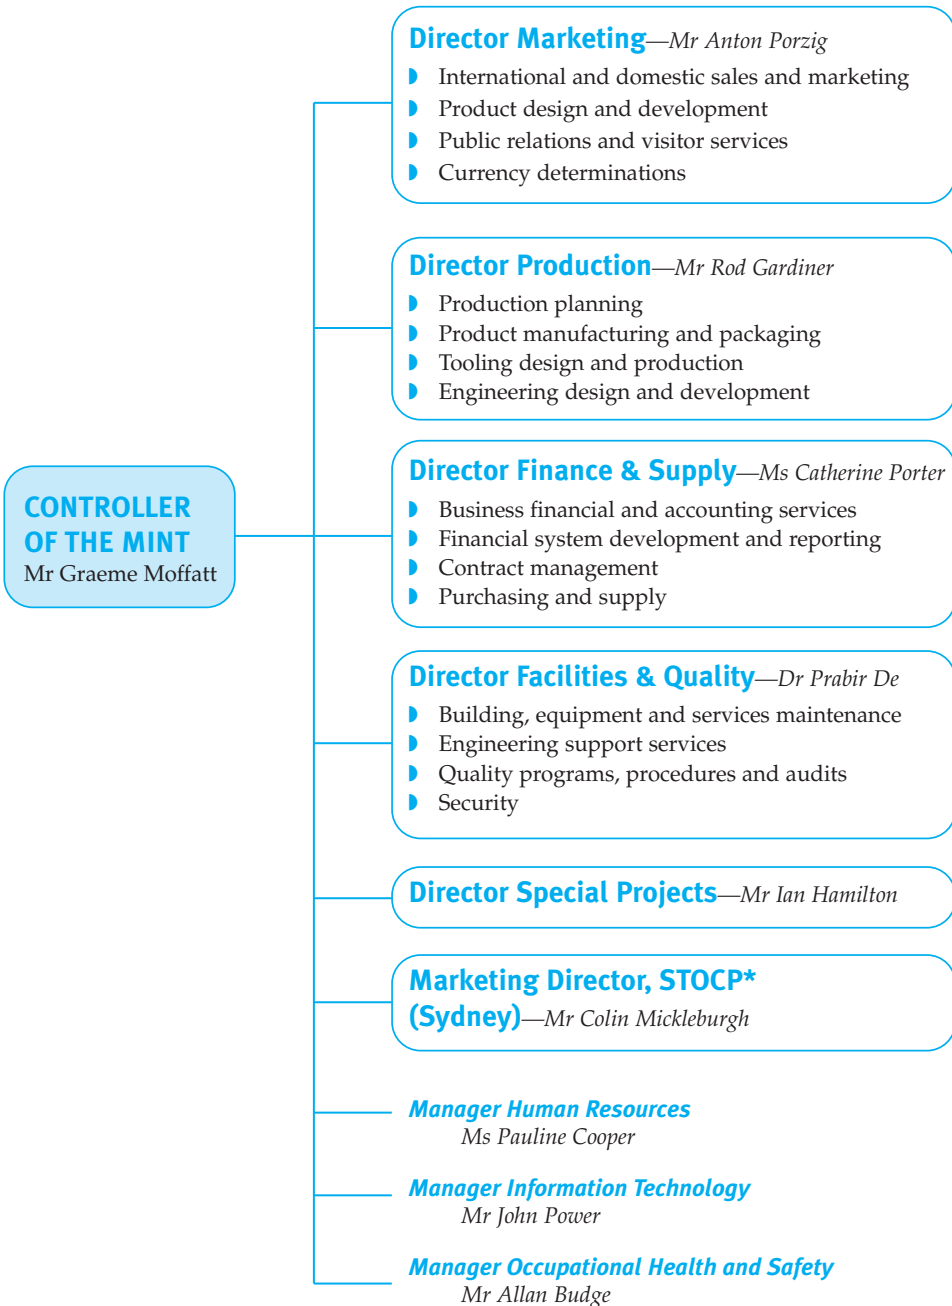 Director Marketing—Mr Anton Porzig
International and domestic sales and marketing
Product design and development
Public relations and visitor services
Currency determinations
Director Production—Mr Rod Gardiner
Production planning
Product manufacturing and packaging
Tooling design and production
Engineering design and development
CONTROLLER
OF THE MINT
Mr Graeme Moffatt
Director Finance & Supply—Ms Catherine Porter
Business financial and accounting services
Financial system development and reporting
Contract management
Purchasing and supply
Director Facilities & Quality—Dr Prabir De
Building, equipment and services maintenance
Engineering support services
Quality programs, procedures and audits
Security
Director Special Projects—Mr Ian Hamilton
Marketing Director, STOCP*
(Sydney)—Mr Colin Mickleburgh
Manager Human Resources
Ms Pauline Cooper
Manager Information Technology
Mr John Power
Manager Occupational Health and Safety
Mr Allan Budge